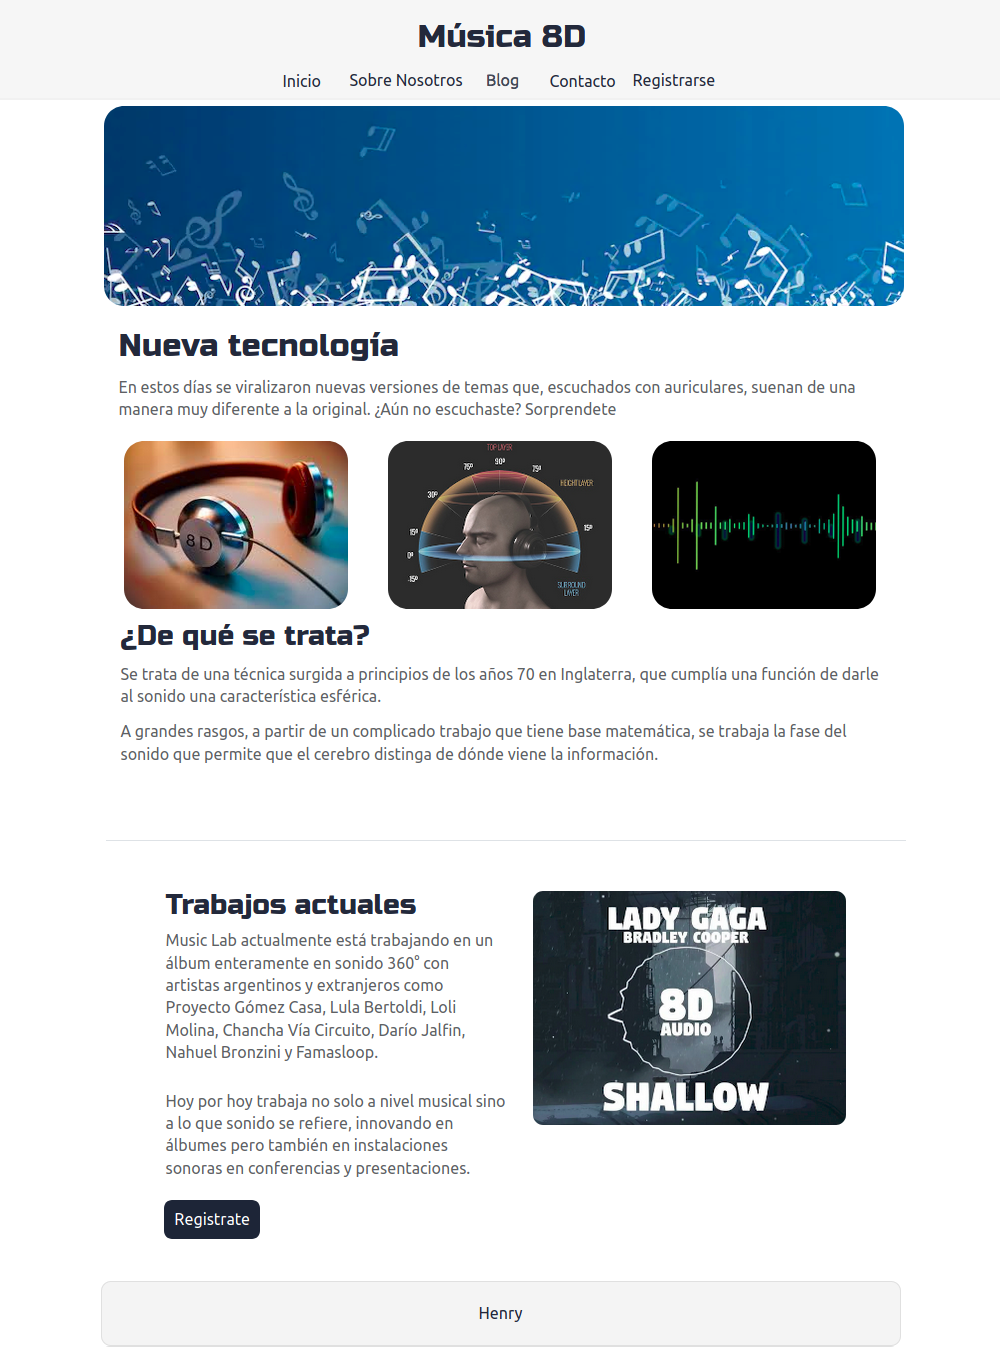 Música 8D
Inicio Sobre Nosotros Blog Contacto Registrarse
Nueva tecnología
En estos días se viralizaron nuevas versiones de temas que, escuchados con auriculares, suenan de una
manera muy diferente a la original. ¿Aún no escuchaste? Sorprendete
8D
TOP LAYER
90º
75º 75º
HEIGHT LAYER
30º
15º 15º
0º
-15º
SURROUND
LAYER
¿De qué se trata?
Se trata de una técnica surgida a principios de los años 70 en Inglaterra, que cumplía una función de darle
al sonido una característica esférica.
A grandes rasgos, a partir de un complicado trabajo que tiene base matemática, se trabaja la fase del
sonido que permite que el cerebro distinga de dónde viene la información.
Trabajos actuales
Music Lab actualmente está trabajando en un
álbum enteramente en sonido 360° con
artistas argentinos y extranjeros como
Proyecto Gómez Casa, Lula Bertoldi, Loli
Molina, Chancha Vía Circuito, Darío Jalfin,
Nahuel Bronzini y Famasloop.
Hoy por hoy trabaja no solo a nivel musical sino
a lo que sonido se refiere, innovando en
álbumes pero también en instalaciones
sonoras en conferencias y presentaciones.
Registrate
LADY GAGA
BRADLEY COOPER
8D
AUDIO
SHALLOW
Henry